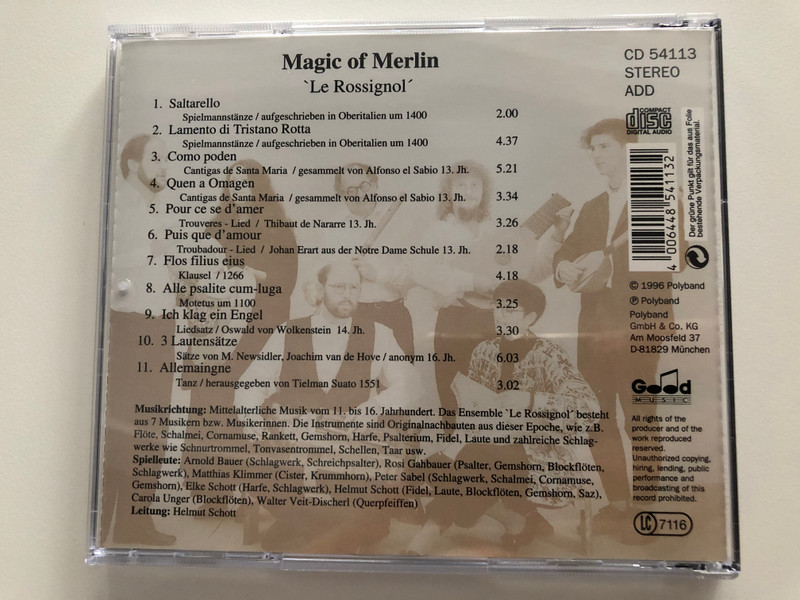 Magic of Merlin
`Le Rossignol´
1. Saltarello
Spielmannstänze / aufgeschrieben in Oberitalien um 1400 2.00
2. Lamento di Tristano Rotta
Spielmannstänze / aufgeschrieben in Oberitalien um 1400 4.37
3. Como poden
Cantigas de Santa Maria / gesammelt von Alfonso el Sabio 13. Jh. 5.21
4. Quen a Omagen
Cantigas de Santa Maria / gesammelt von Alfonso el Sabio 13. Jh. 3.34
5. Pour ce se d'amer
Trouveres - Lied / Thibaut de Nararre 13. Jh. 3.26
6. Puis que d'amour
Troubadour - Lied / Johan Erart aus der Notre Dame Schule 13. Jh. 2.18
7. Flos filius eius
Klausel / 1266 4.18
8. Alle psalite cum-luga
Motetus um 1100 3.25
9. Ich klag ein Engel
Liedsatz / Oswald von Wolkenstein 14. Jh. 3.30
10. 3 Lautensätze
Sätze von M. Newsidler, Joachim van de Hove / anonym 16. Jh. 6.03
11. Allemaingne
Tanz / herausgegeben von Tielman Suato 1551 3.02
Musikrichtung: Mittelalterliche Musik vom 11. bis 16. Jahrhundert. Das Ensemble `Le Rossignol´ besteht
aus 7 Musikern bzw. Musikerinnen. Die Instrumente sind Originalnachbauten aus dieser Epoche, wie z.B.
Flöte, Schalmei, Cornamuse, Rankett, Gemshorn, Harfe, Psalterium, Fidel, Laute und zahlreiche Schlag-
werke wie Schnurtrommel, Tonvasentrommel, Schellen, Taar usw.
Spielleute: Arnold Bauer (Schlagwerk, Schreichpsalter), Rosi Gahbauer (Psalter, Gemshorn, Blockflöten,
Schlagwerk), Matthias Klimmer (Cister, Krummhorn), Peter Sabel (Schlagwerk, Schalmei, Cornamuse,
Gemshorn), Elke Schott (Harfe, Schlagwerk), Helmut Schott (Fidel, Laute, Blockflöten, Gemshorn, Saz),
Carola Unger (Blockflöten), Walter Veit-Discherl (Querpfeiffen)
Leitung: Helmut Schott
CD 54113
STEREO
ADD
COMPACT
disc
DIGITAL AUDIO
4 006448 541132
Der grüne Punkt gilt für das aus Folie
bestehende Verpackungsmaterial.
© 1996 Polyband
℗ Polyband
Polyband
GmbH & Co. KG
Am Moosfeld 37
D-81829 München
Good
MUSIC
All rights of the
producer and of the
work reproduced
reserved.
Unauthorized copying,
hiring, lending, public
performance and
broadcasting of this
record prohibited.
LC 7116